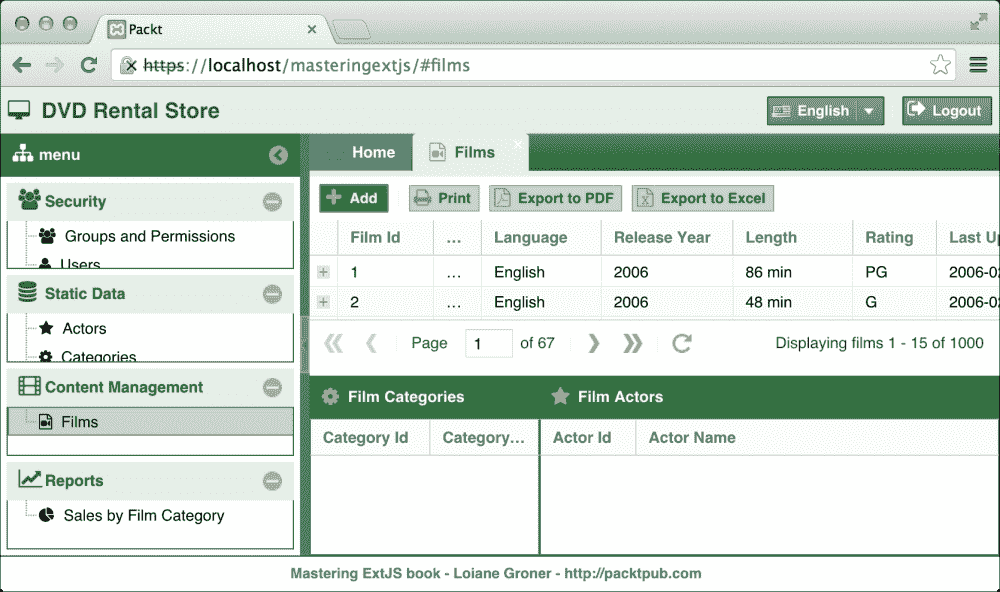 Packt
https://localhost/masteringextjs/#films
DVD Rental Store
English
Logout
menu
Security
Groups and Permissions
Users
Static Data
Actors
Categories
Content Management
Films
Reports
Sales by Film Category
Home
Films
Add
Print
Export to PDF
Export to Excel
Film Id ... Language Release Year Length Rating Last Up
1 ... English 2006 86 min PG 2006-02
2 ... English 2006 48 min G 2006-02
Page 1 of 67
Displaying films 1 - 15 of 1000
Film Categories
Category Id Category...
Film Actors
Actor Id Actor Name
Mastering ExtJS book - Loiane Groner - http://packtpub.com